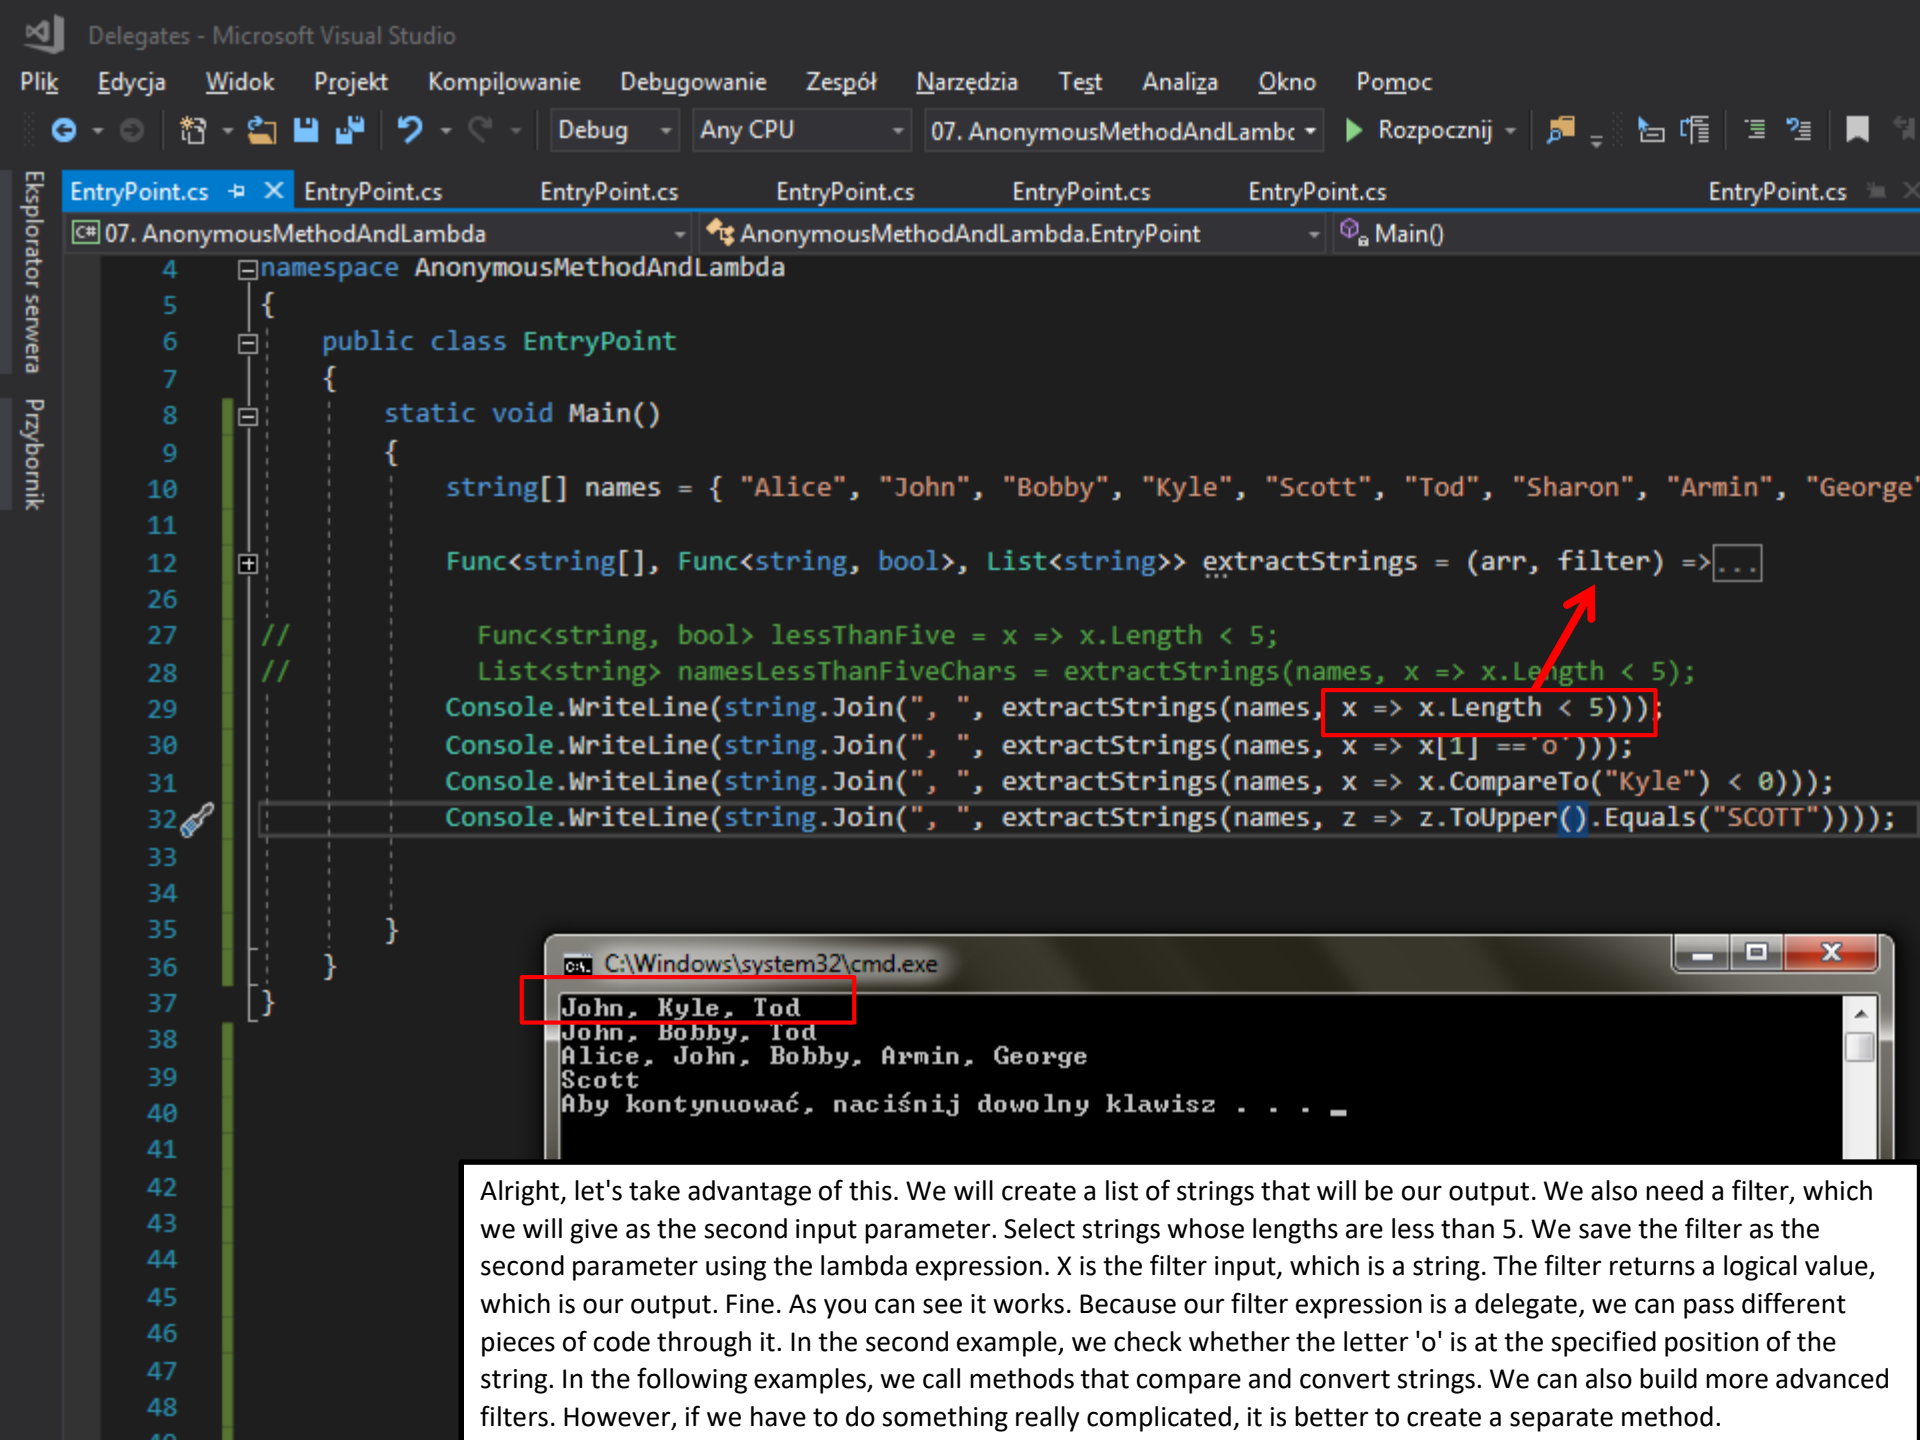 Delegates - Microsoft Visual Studio
Plik Edycja Widok Projekt Kompilowanie Debugowanie Zespół Narzędzia Test Analiza Okno Pomoc
Debug Any CPU 07. AnonymousMethodAndLambc Rozpocznij
EntryPoint.cs EntryPoint.cs EntryPoint.cs EntryPoint.cs EntryPoint.cs EntryPoint.cs EntryPoint.cs
C# 07. AnonymousMethodAndLambda AnonymousMethodAndLambda.EntryPoint Main()
Eksplorator serwera
Przybornik
4 namespace AnonymousMethodAndLambda
5 {
6 public class EntryPoint
7 {
8 static void Main()
9 {
10 string[] names = { "Alice", "John", "Bobby", "Kyle", "Scott", "Tod", "Sharon", "Armin", "George"
11
12 Func<string[], Func<string, bool>, List<string>> extractStrings = (arr, filter) =>...
26
27 // Func<string, bool> lessThanFive = x => x.Length < 5;
28 // List<string> namesLessThanFiveChars = extractStrings(names, x => x.Length < 5);
29 Console.WriteLine(string.Join(", ", extractStrings(names, x => x.Length < 5)));
30 Console.WriteLine(string.Join(", ", extractStrings(names, x => x[1] =='o')));
31 Console.WriteLine(string.Join(", ", extractStrings(names, x => x.CompareTo("Kyle") < 0)));
32 Console.WriteLine(string.Join(", ", extractStrings(names, z => z.ToUpper().Equals("SCOTT"))));
33
34
35 }
36 }
37 }
38
39
40
41
42
43
44
45
46
47
48
C:\Windows\system32\cmd.exe
John, Kyle, Tod
John, Bobby, Tod
Alice, John, Bobby, Armin, George
Scott
Aby kontynuować, naciśnij dowolny klawisz . . . _
Alright, let's take advantage of this. We will create a list of strings that will be our output. We also need a filter, which
we will give as the second input parameter. Select strings whose lengths are less than 5. We save the filter as the
second parameter using the lambda expression. X is the filter input, which is a string. The filter returns a logical value,
which is our output. Fine. As you can see it works. Because our filter expression is a delegate, we can pass different
pieces of code through it. In the second example, we check whether the letter 'o' is at the specified position of the
string. In the following examples, we call methods that compare and convert strings. We can also build more advanced
filters. However, if we have to do something really complicated, it is better to create a separate method.